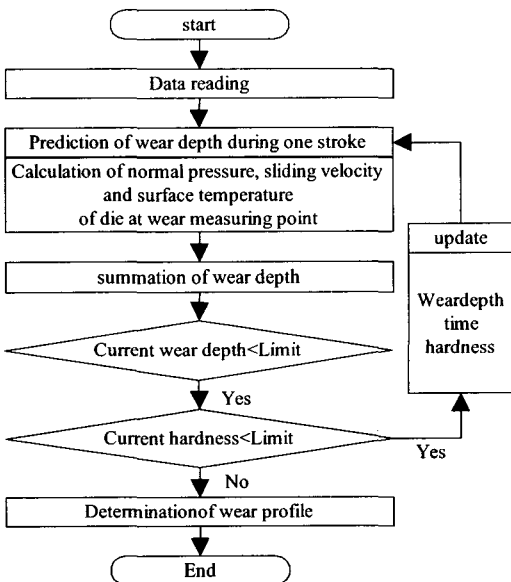 start
Data reading
Prediction of wear depth during one stroke
Calculation of normal pressure, sliding velocity
and surface temperature
of die at wear measuring point
update
Weardepth
time
hardness
summation of wear depth
Current wear depth<Limit
Yes
Current hardness<Limit
Yes
No
Determinationof wear profile
End